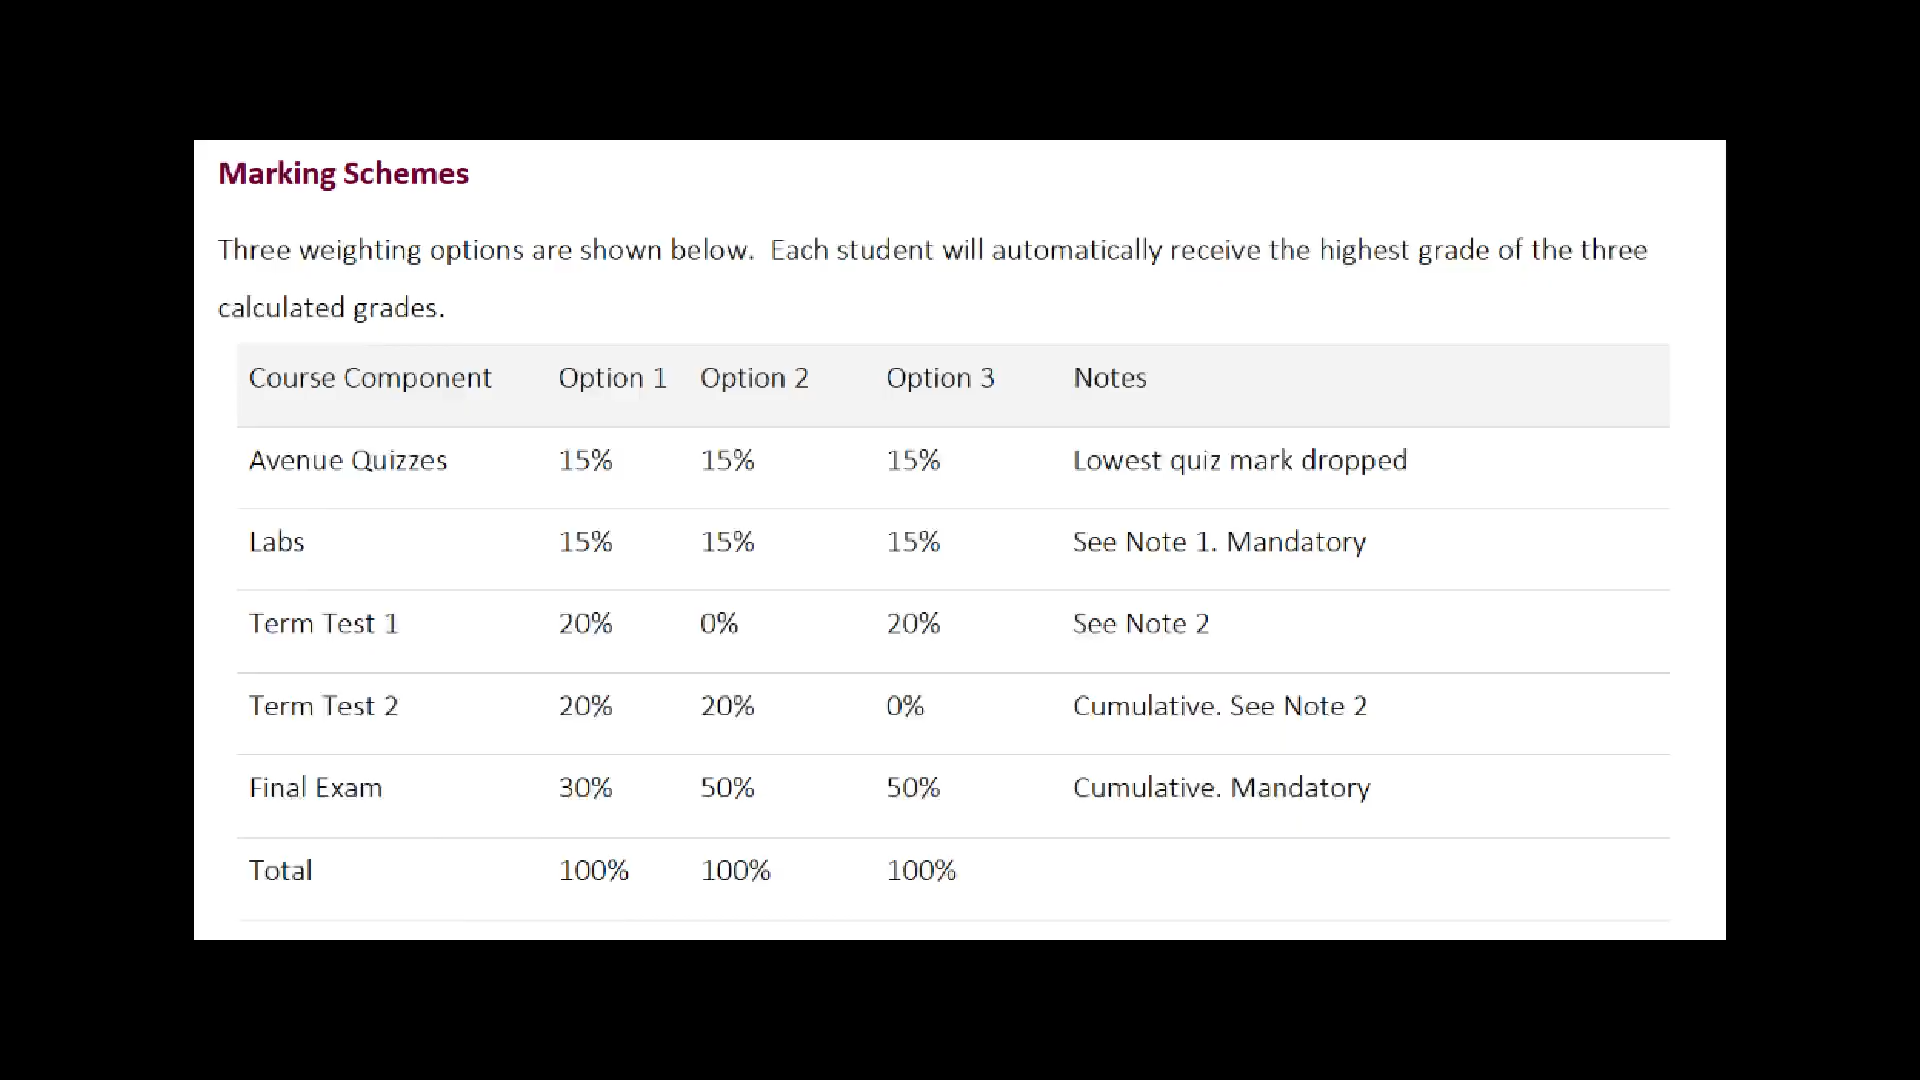 Marking Schemes
Three weighting options are shown below.  Each student will automatically receive the highest grade of the three
calculated grades.
Course Component Option 1 Option 2 Option 3 Notes
Avenue Quizzes 15% 15% 15% Lowest quiz mark dropped
Labs 15% 15% 15% See Note 1. Mandatory
Term Test 1 20% 0% 20% See Note 2
Term Test 2 20% 20% 0% Cumulative. See Note 2
Final Exam 30% 50% 50% Cumulative. Mandatory
Total 100% 100% 100%